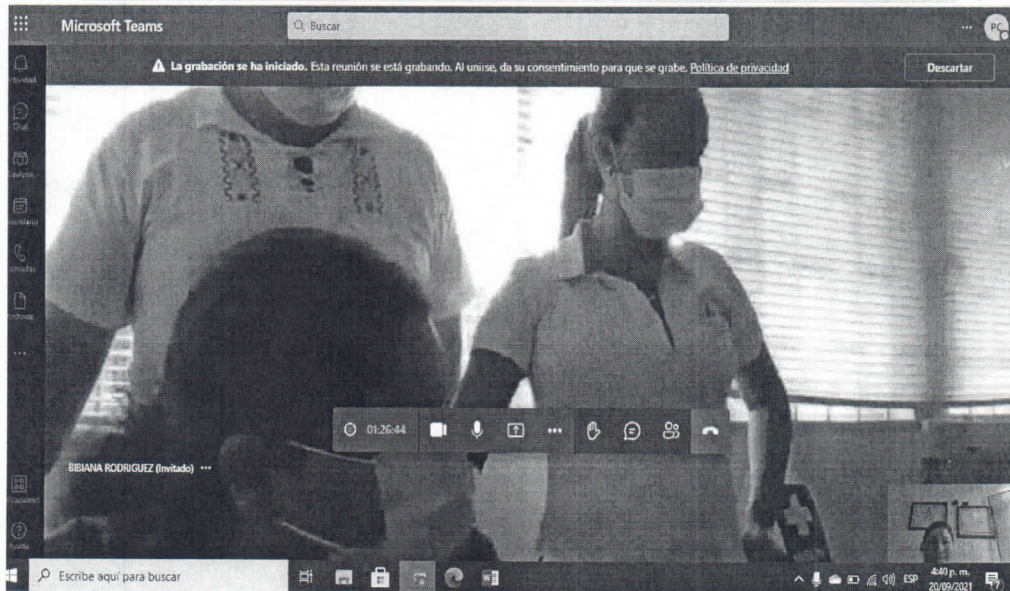 Microsoft Teams
Buscar
PC
La grabación se ha iniciado. Esta reunión se está grabando. Al unirse, da su consentimiento para que se grabe. Política de privacidad
Descartar
Chat
Equipos
Archivos
01:26:44
BIBIANA RODRIGUEZ (Invitado) •••
Ayuda
Escribe aquí para buscar
ESP
4:40 p. m.
20/09/2021